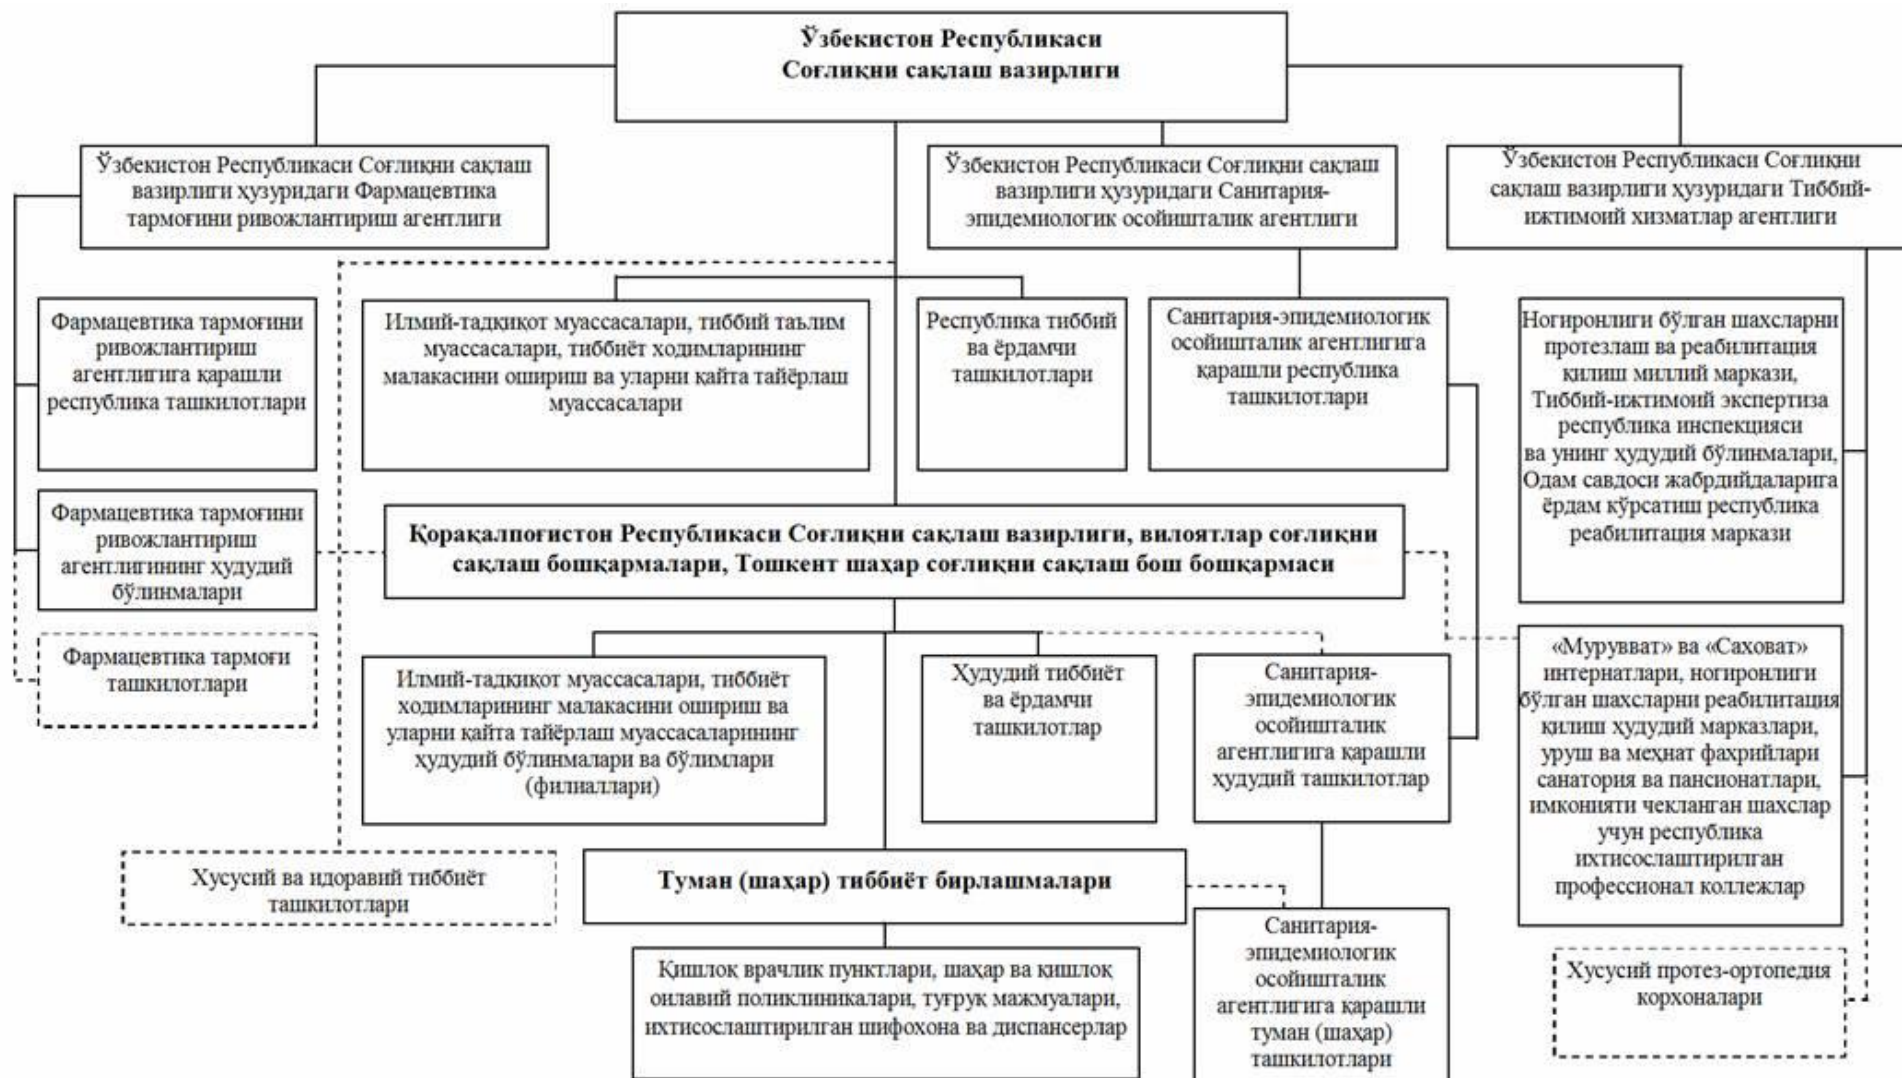 Ўзбекистон Республикаси
Соғлиқни сақлаш вазирлиги
Ўзбекистон Республикаси Соғлиқни сақлаш
вазирлиги ҳузуридаги Фармацевтика
тармоғини ривожлантириш агентлиги
Ўзбекистон Республикаси Соғлиқни сақлаш
вазирлиги ҳузуридаги Санитария-
эпидемиологик осойишталик агентлиги
Ўзбекистон Республикаси Соғлиқни
сақлаш вазирлиги ҳузуридаги Тиббий-
ижтимоий хизматлар агентлиги
Фармацевтика тармоғини
ривожлантириш
агентлигига қарашли
республика ташкилотлари
Илмий-тадқиқот муассасалари, тиббий таълим
муассасалари, тиббиёт ходимларининг
малакасини ошириш ва уларни қайта тайёрлаш
муассасалари
Республика тиббий
ва ёрдамчи
ташкилотлари
Санитария-эпидемиологик
осойишталик агентлигига
қарашли республика
ташкилотлари
Ногиронлиги бўлган шахсларни
протезлаш ва реабилитация
қилиш миллий маркази,
Тиббий-ижтимоий экспертиза
республика инспекцияси
ва унинг ҳудудий бўлинмалари,
Одам савдоси жабрдийдаларига
ёрдам кўрсатиш республика
реабилитация маркази
Фармацевтика тармоғини
ривожлантириш
агентлигининг ҳудудий
бўлинмалари
Қорақалпоғистон Республикаси Соғлиқни сақлаш вазирлиги, вилоятлар соғлиқни
сақлаш бошқармалари, Тошкент шаҳар соғлиқни сақлаш бош бошқармаси
Фармацевтика тармоғи
ташкилотлари
Илмий-тадқиқот муассасалари, тиббиёт
ходимларининг малакасини ошириш ва
уларни қайта тайёрлаш муассасаларининг
ҳудудий бўлинмалари ва бўлимлари
(филиаллари)
Ҳудудий тиббиёт
ва ёрдамчи
ташкилотлар
Санитария-
эпидемиологик
осойишталик
агентлигига қарашли
ҳудудий ташкилотлар
«Мурувват» ва «Саховат»
интернатлари, ногиронлиги
бўлган шахсларни реабилитация
қилиш ҳудудий марказлари,
уруш ва меҳнат фахрийлари
санатория ва пансионатлари,
имконияти чекланган шахслар
учун республика
ихтисослаштирилган
профессионал коллежлар
Хусусий ва идоравий тиббиёт
ташкилотлари
Туман (шаҳар) тиббиёт бирлашмалари
Қишлоқ врачлик пунктлари, шаҳар ва қишлоқ
оилавий поликлиникалари, туғруқ мажмуалари,
ихтисослаштирилган шифохона ва диспансерлар
Санитария-
эпидемиологик
осойишталик
агентлигига қарашли
туман (шаҳар)
ташкилотлари
Хусусий протез-ортопедия
корхоналари